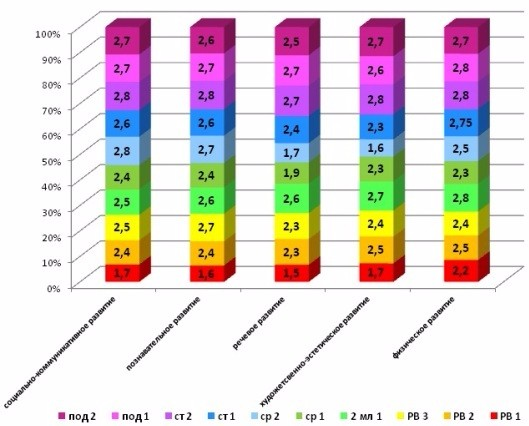 100%
90%
80%
70%
60%
50%
40%
30%
20%
10%
0%
2,7 2,6 2,5 2,7 2,7
2,7 2,7 2,7 2,6 2,8
2,8 2,8 2,7 2,8 2,8
2,6 2,6 2,4 2,3 2,75
2,8 2,7 1,7 1,6 2,5
2,4 2,4 1,9 2,3 2,3
2,5 2,6 2,6 2,7 2,8
2,5 2,7 2,3 2,4 2,4
2,4 2,4 2,3 2,5 2,5
1,7 1,6 1,5 1,7 2,2
социально-коммуникативное развитие
познавательное развитие
речевое развитие
художетсвенно-эстетическое развитие
физическое развитие
под 2 под 1 ст 2 ст 1 ср 2 ср 1 2 мл 1 РВ 3 РВ 2 РВ 1